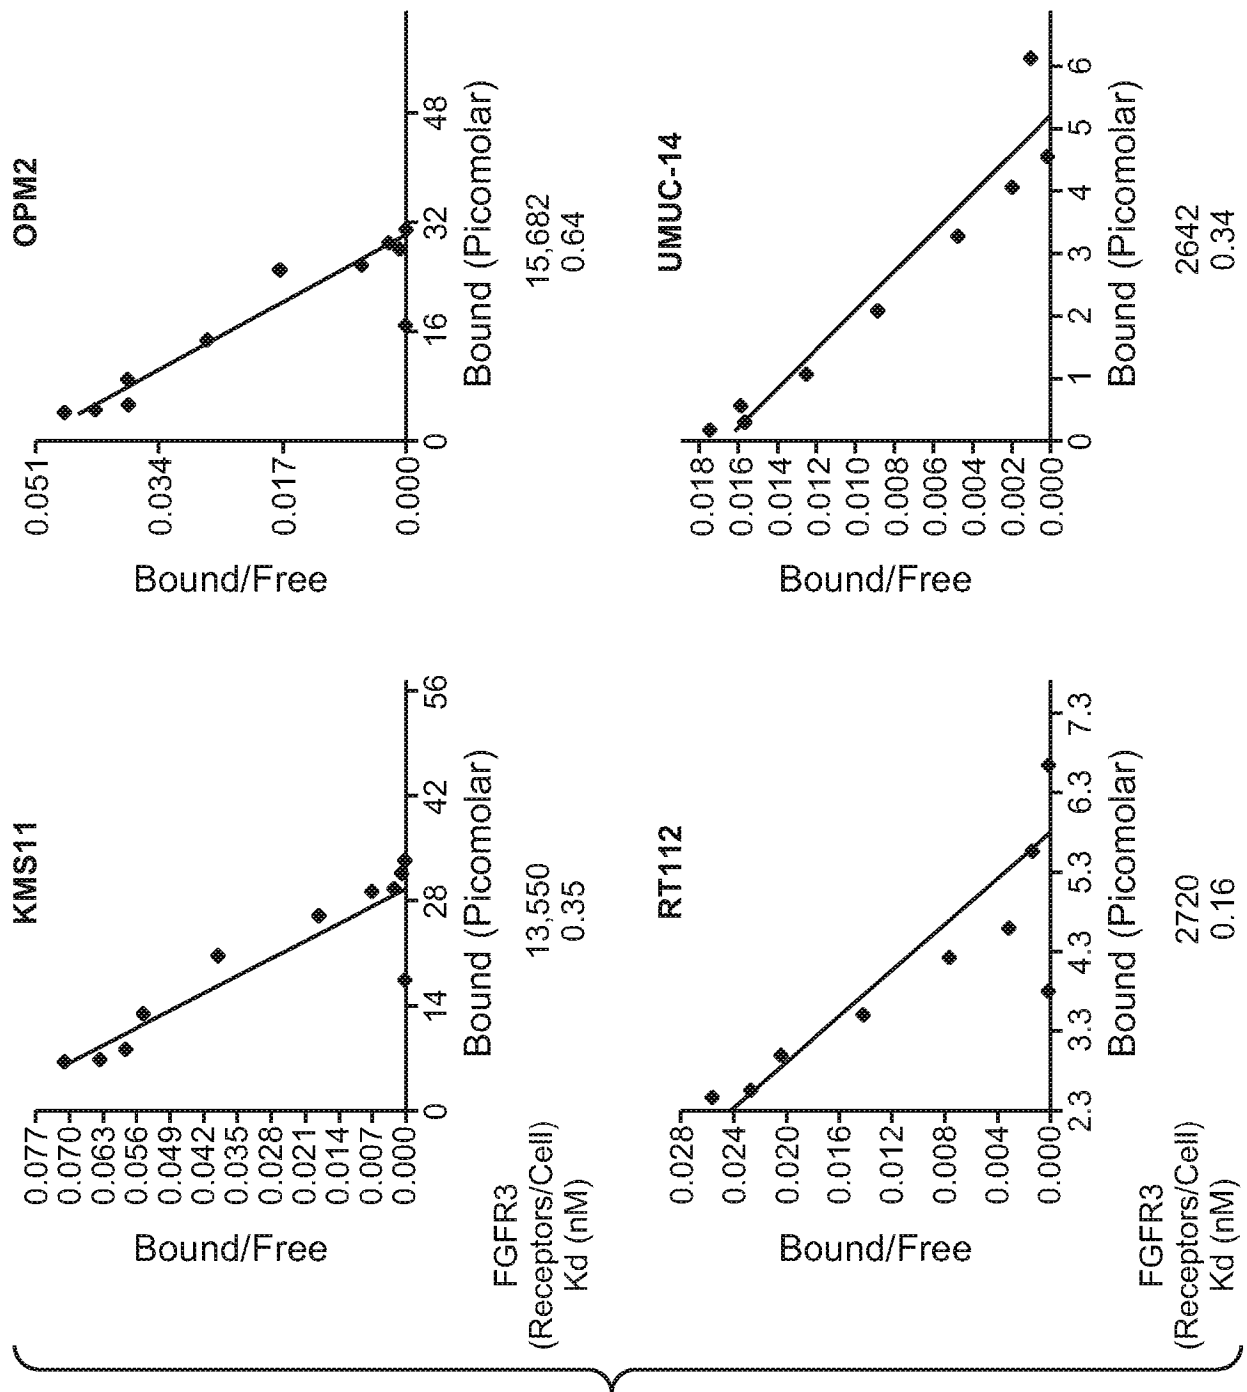 KMS11
Bound/Free
0.077
0.070
0.063
0.056
0.049
0.042
0.035
0.028
0.021
0.014
0.007
0.000
0 14 28 42 56
Bound (Picomolar)
FGFR3
(Receptors/Cell) 13,550
Kd (nM) 0.35
OPM2
Bound/Free
0.051
0.034
0.017
0.000
0 16 32 48
Bound (Picomolar)
15,682
0.64
RT112
Bound/Free
0.028
0.024
0.020
0.016
0.012
0.008
0.004
0.000
2.3 3.3 4.3 5.3 6.3 7.3
Bound (Picomolar)
FGFR3
(Receptors/Cell) 2720
Kd (nM) 0.16
UMUC-14
Bound/Free
0.018
0.016
0.014
0.012
0.010
0.008
0.006
0.004
0.002
0.000
0 1 2 3 4 5 6
Bound (Picomolar)
2642
0.34